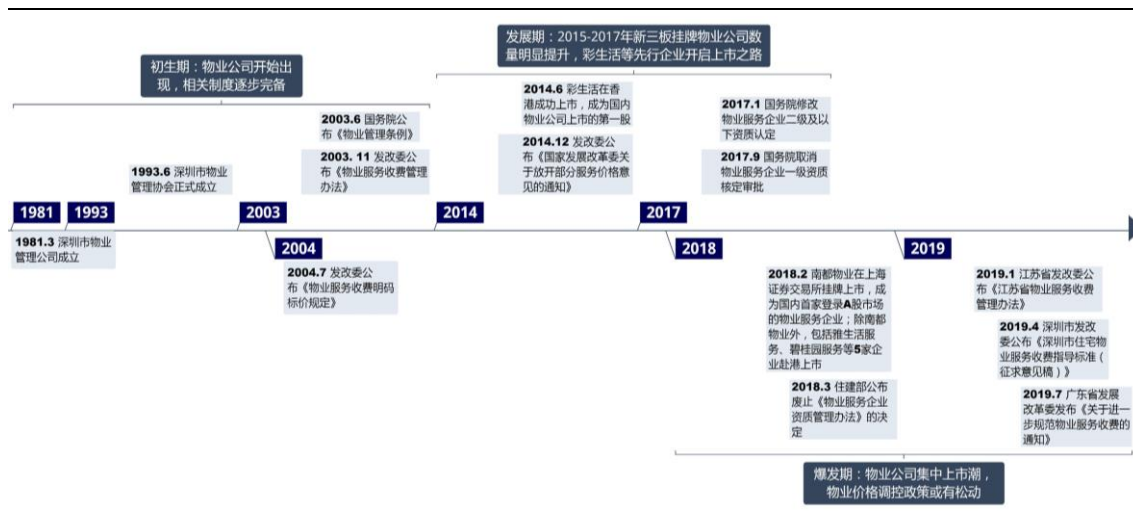 发展期：2015-2017年新三板挂牌物业公司数
量明显提升，彩生活等先行企业开启上市之路
初生期：物业公司开始出
现，相关制度逐步完备
2003.6 国务院公
布《物业管理条例》
2003. 11 发改委公
布《物业服务收费管理
办法》
1993.6 深圳市物业
管理协会正式成立
2014.6 彩生活在香
港成功上市，成为国内
物业公司上市的第一股
2014.12 发改委公
布《国家发展改革委关
于放开部分服务价格意
见的通知》
2017.1 国务院修改
物业服务企业二级及以
下资质认定
2017.9 国务院取消
物业服务企业一级资质
核定审批
1981
1993
2003
2014
2017
1981.3 深圳市物业
管理公司成立
2004
2018
2019
2004.7 发改委公
布《物业服务收费明码
标价规定》
2018.2 南都物业在上海
证券交易所挂牌上市，成
为国内首家登录A股市场
的物业服务企业；除南都
物业外，包括雅生活服
务、碧桂园服务等5家企
业赴港上市
2018.3 住建部公布
废止《物业服务企业
资质管理办法》的决
定
2019.1 江苏省发改委公
布《江苏省物业服务收费
管理办法》
2019.4 深圳市发改
委公布《深圳市住宅物
业服务收费指导标准（
征求意见稿）》
2019.7 广东省发展
改革委发布《关于进一
步规范物业服务收费的
通知》
爆发期：物业公司集中上市潮，
物业价格调控政策或有松动